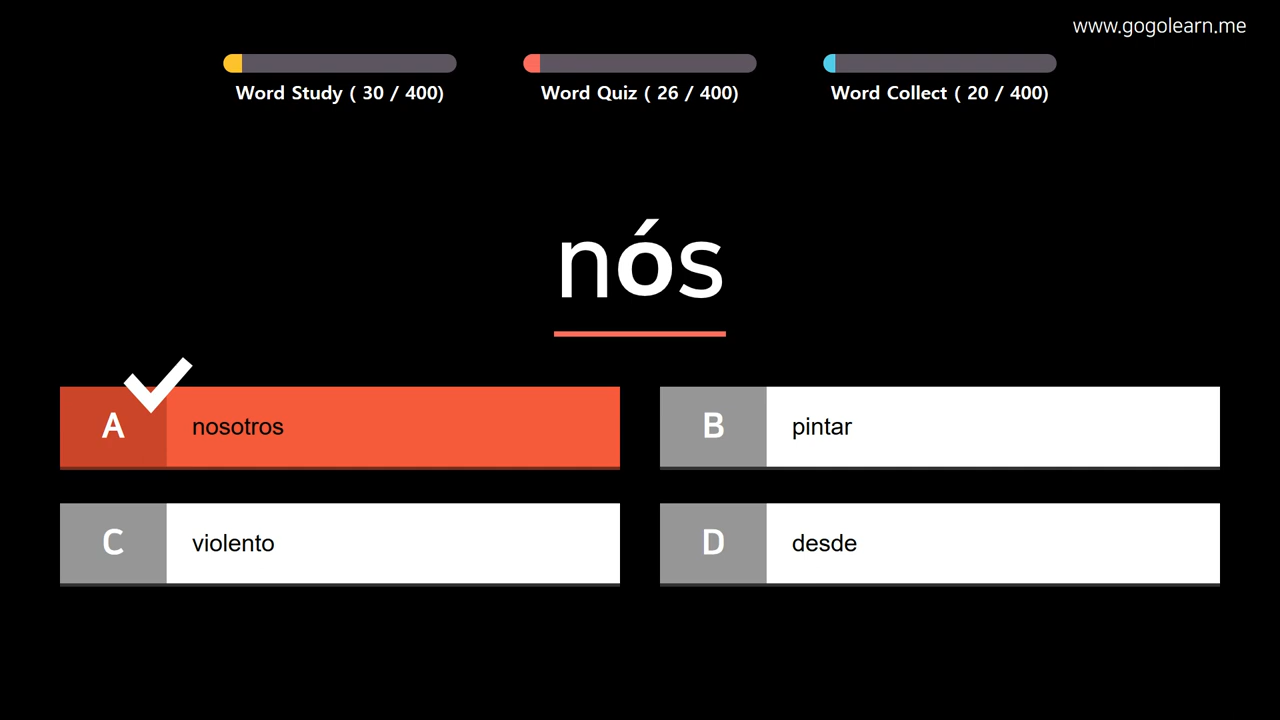 www.gogolearn.me
Word Study ( 30 / 400)
Word Quiz ( 26 / 400)
Word Collect ( 20 / 400)
nós
A nosotros
B pintar
C violento
D desde